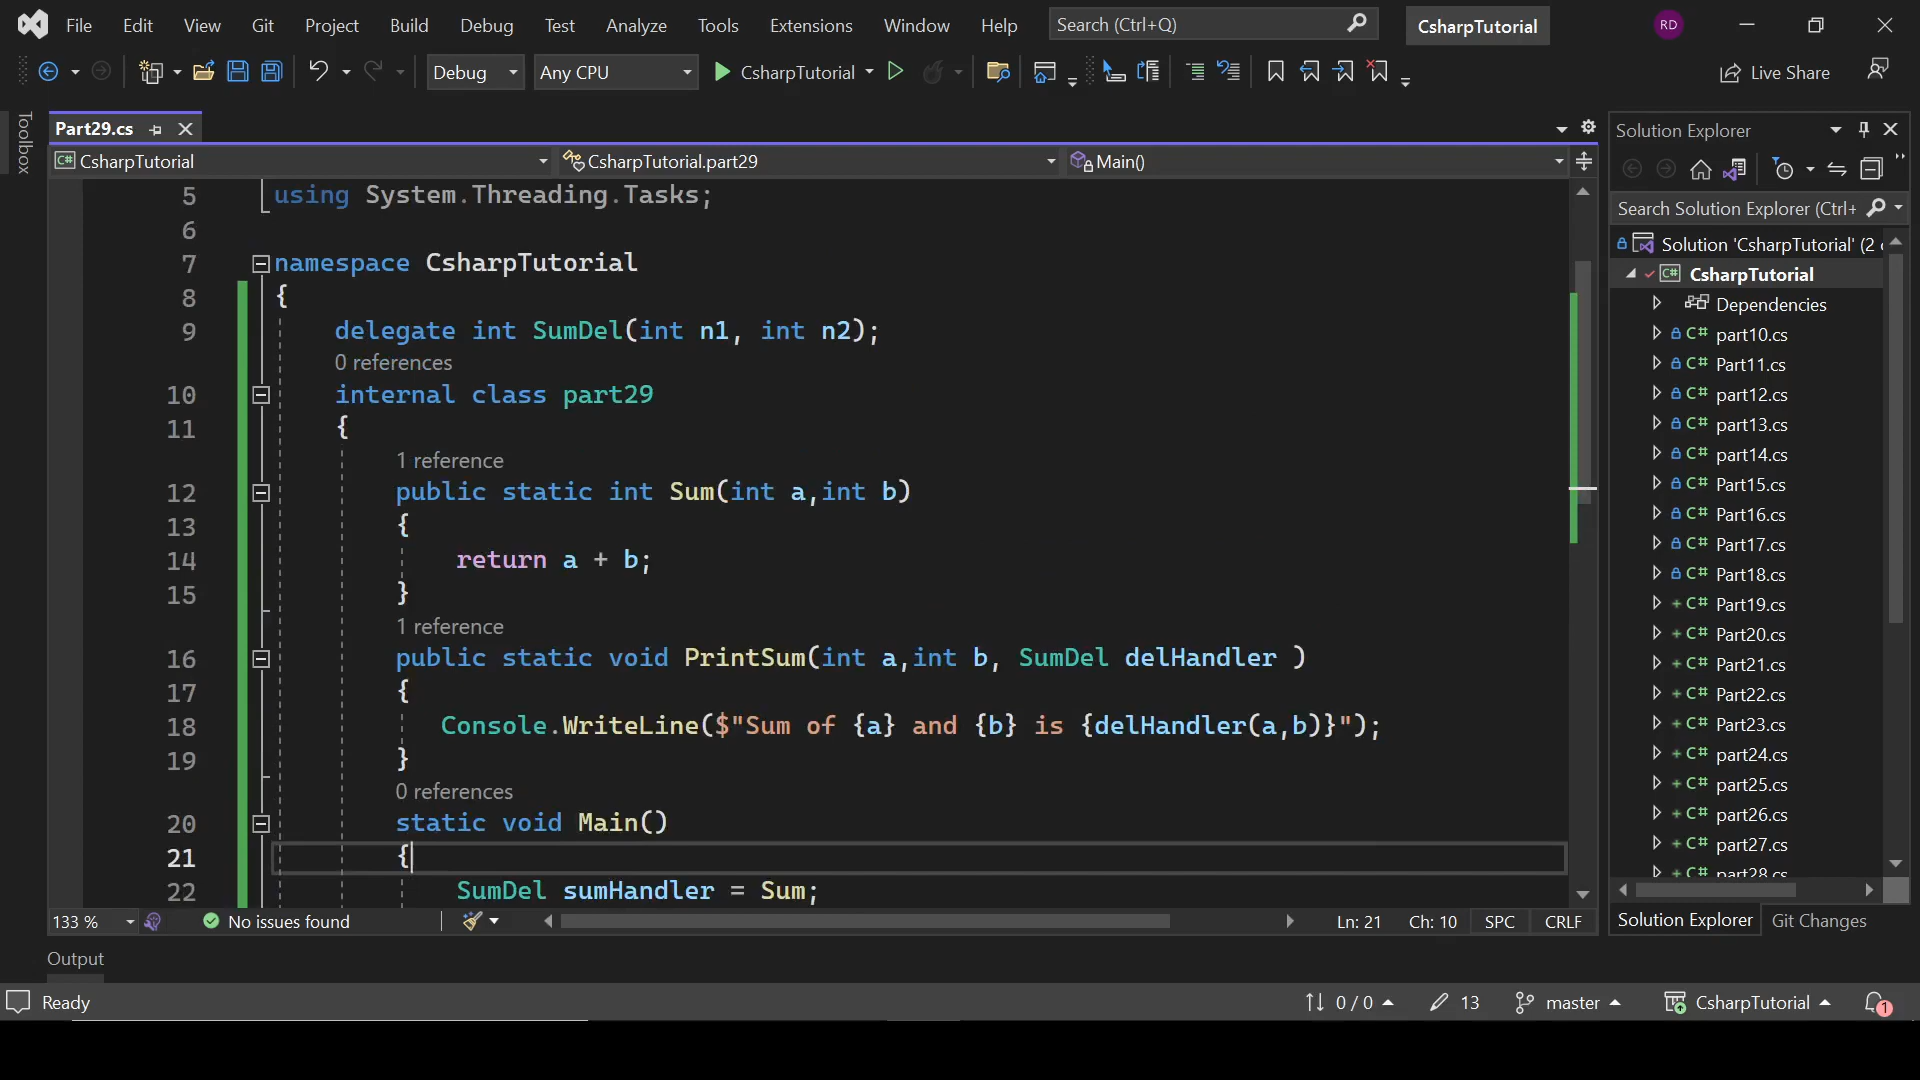 File Edit View Git Project Build Debug Test Analyze Tools Extensions Window Help Search (Ctrl+Q) CsharpTutorial RD
Debug Any CPU CsharpTutorial Live Share
Toolbox
Part29.cs
CsharpTutorial CsharpTutorial.part29 Main()
5 using System.Threading.Tasks;
6
7 namespace CsharpTutorial
8 {
9 delegate int SumDel(int n1, int n2);
0 references
10 internal class part29
11 {
1 reference
12 public static int Sum(int a,int b)
13 {
14 return a + b;
15 }
1 reference
16 public static void PrintSum(int a,int b, SumDel delHandler )
17 {
18 Console.WriteLine($"Sum of {a} and {b} is {delHandler(a,b)}");
19 }
0 references
20 static void Main()
21 {
22 SumDel sumHandler = Sum;
133 % No issues found Ln: 21 Ch: 10 SPC CRLF
Solution Explorer
Search Solution Explorer (Ctrl+
Solution 'CsharpTutorial' (2
C# CsharpTutorial
Dependencies
C# part10.cs
C# Part11.cs
C# part12.cs
C# part13.cs
C# part14.cs
C# Part15.cs
C# Part16.cs
C# Part17.cs
C# Part18.cs
C# Part19.cs
C# Part20.cs
C# Part21.cs
C# Part22.cs
C# Part23.cs
C# part24.cs
C# part25.cs
C# part26.cs
C# part27.cs
C# part28.cs
Solution Explorer Git Changes
Output
Ready 0 / 0 13 master CsharpTutorial 1